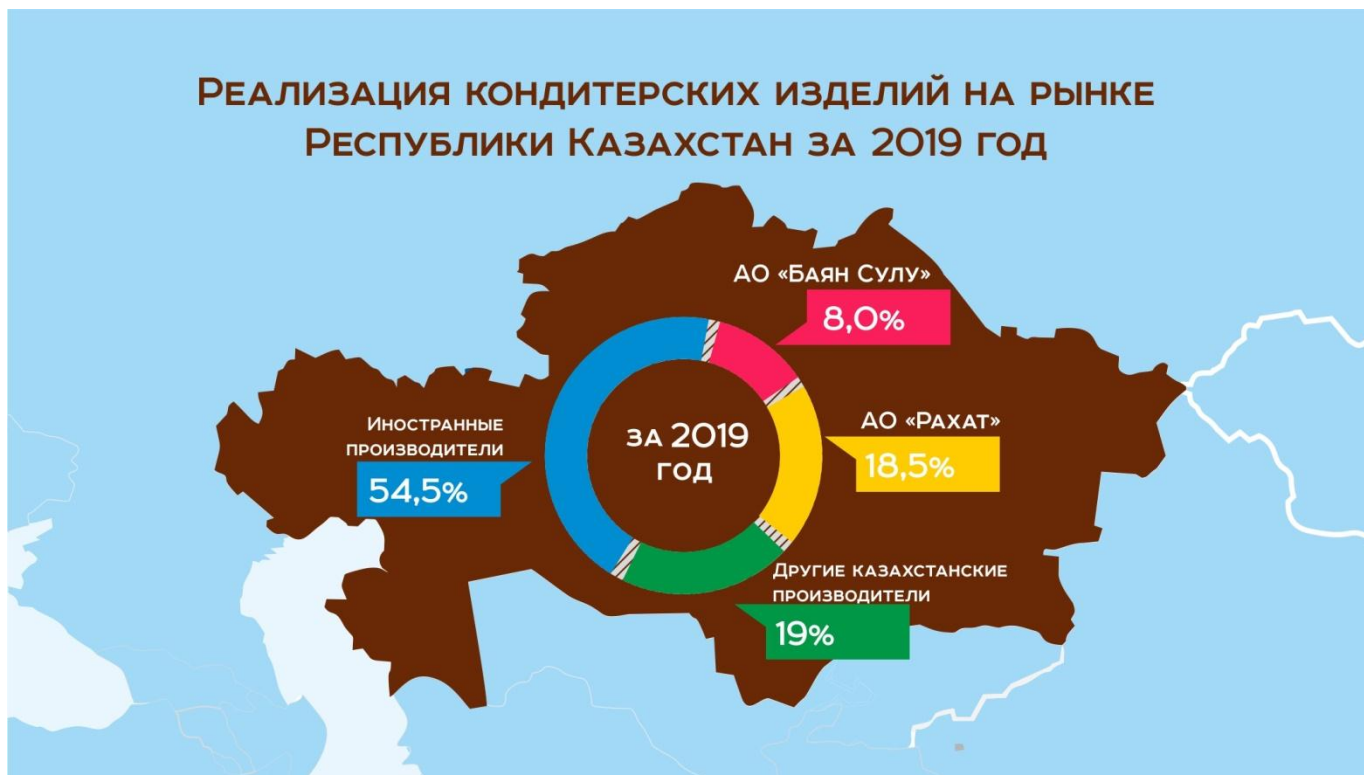 Реализация кондитерских изделий на рынке
Республики Казахстан за 2019 год
АО «Баян Сулу»
8,0%
АО «Рахат»
18,5%
Иностранные
производители
54,5%
за 2019
год
Другие казахстанские
производители
19%